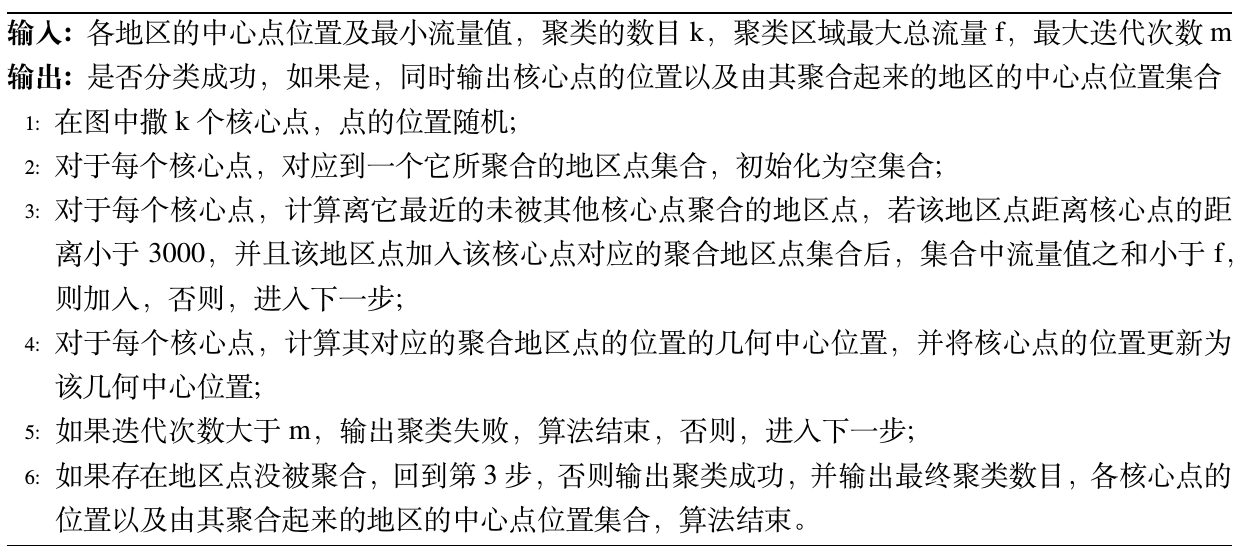 输入：各地区的中心点位置及最小流量值，聚类的数目 k，聚类区域最大总流量 f，最大迭代次数 m
输出：是否分类成功，如果是，同时输出核心点的位置以及由其聚合起来的地区的中心点位置集合
1: 在图中撒 k 个核心点，点的位置随机;
2: 对于每个核心点，对应到一个它所聚合的地区点集合，初始化为空集合;
3: 对于每个核心点，计算离它最近的未被其他核心点聚合的地区点，若该地区点距离核心点的距
离小于 3000，并且该地区点加入该核心点对应的聚合地区点集合后，集合中流量值之和小于 f，
则加入，否则，进入下一步;
4: 对于每个核心点，计算其对应的聚合地区点的位置的几何中心位置，并将核心点的位置更新为
该几何中心位置;
5: 如果迭代次数大于 m，输出聚类失败，算法结束，否则，进入下一步;
6: 如果存在地区点没被聚合，回到第 3 步，否则输出聚类成功，并输出最终聚类数目，各核心点的
位置以及由其聚合起来的地区的中心点位置集合，算法结束。